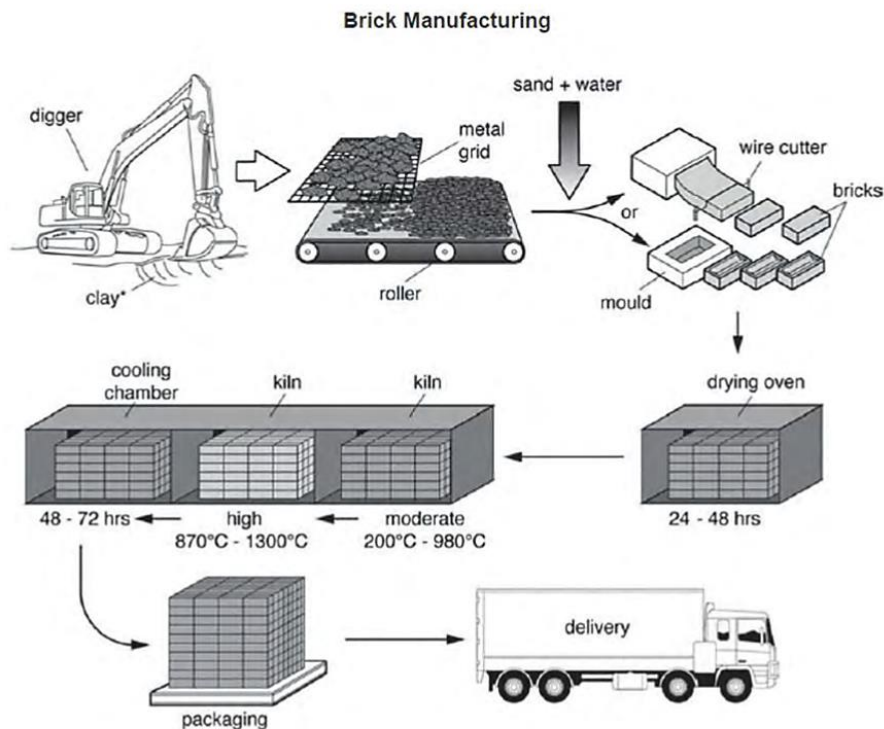 Brick Manufacturing
digger
clay*
metal
grid
roller
sand + water
or
wire cutter
bricks
mould
drying oven
24 - 48 hrs
kiln
moderate
200°C - 980°C
kiln
high
870°C - 1300°C
cooling
chamber
48 - 72 hrs
packaging
delivery